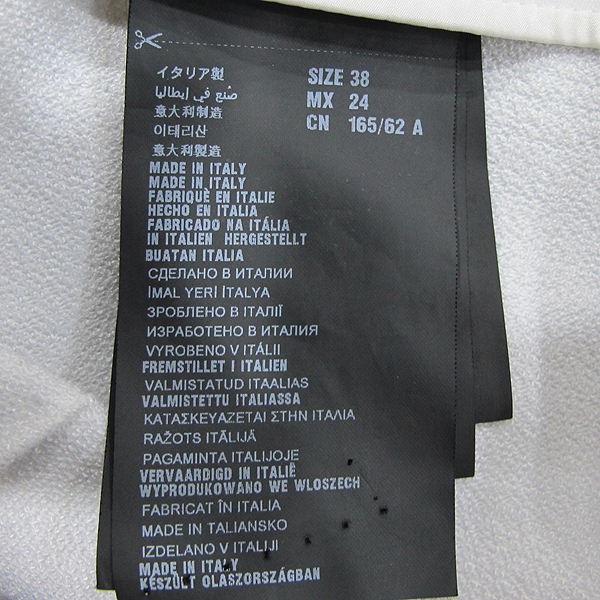 イタリア製
صنع في إيطاليا
意大利制造
이테리산
意大利製造
MADE IN ITALY
MADE IN ITALY
FABRIQUÈ EN ITALIE
HECHO EN ITALIA
FABRICADO NA ITÁLIA
IN ITALIEN HERGESTELLT
BUATAN ITALIA
СДЕЛАНО В ИТАЛИИ
İMAL YERİ İTALYA
ЗРОБЛЕНО В ІТАЛІЇ
ИЗРАБОТЕНО В ИТАЛИЯ
VYROBENO V ITÁLII
FREMSTILLET I ITALIEN
VALMISTATUD ITAALIAS
VALMISTETTU ITALIASSA
ΚΑΤΑΣΚΕΥΑΖΕΤΑΙ ΣΤΗΝ ΙΤΑΛΙΑ
RAŽOTS ITĀLIJĀ
PAGAMINTA ITALIJOJE
VERVAARDIGD IN ITALIË
WYPRODUKOWANO WE WLOSZECH
FABRICAT ÎN ITALIA
MADE IN TALIANSKO
IZDELANO V ITALIJI
MADE IN ITALY
KÉSZÜLT OLASZORSZÁGBAN
SIZE 38
MX 24
CN 165/62 A